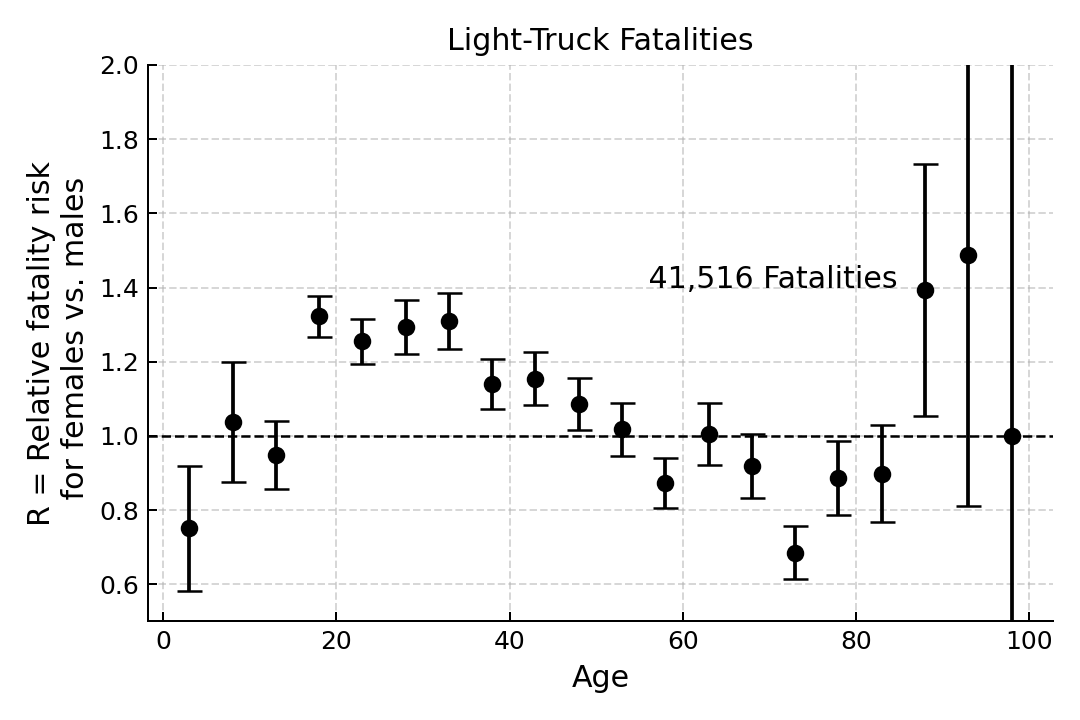 Light-Truck Fatalities
R = Relative fatality risk
for females vs. males
2.0
1.8
1.6
1.4
1.2
1.0
0.8
0.6
41,516 Fatalities
0
20
40
60
80
100
Age